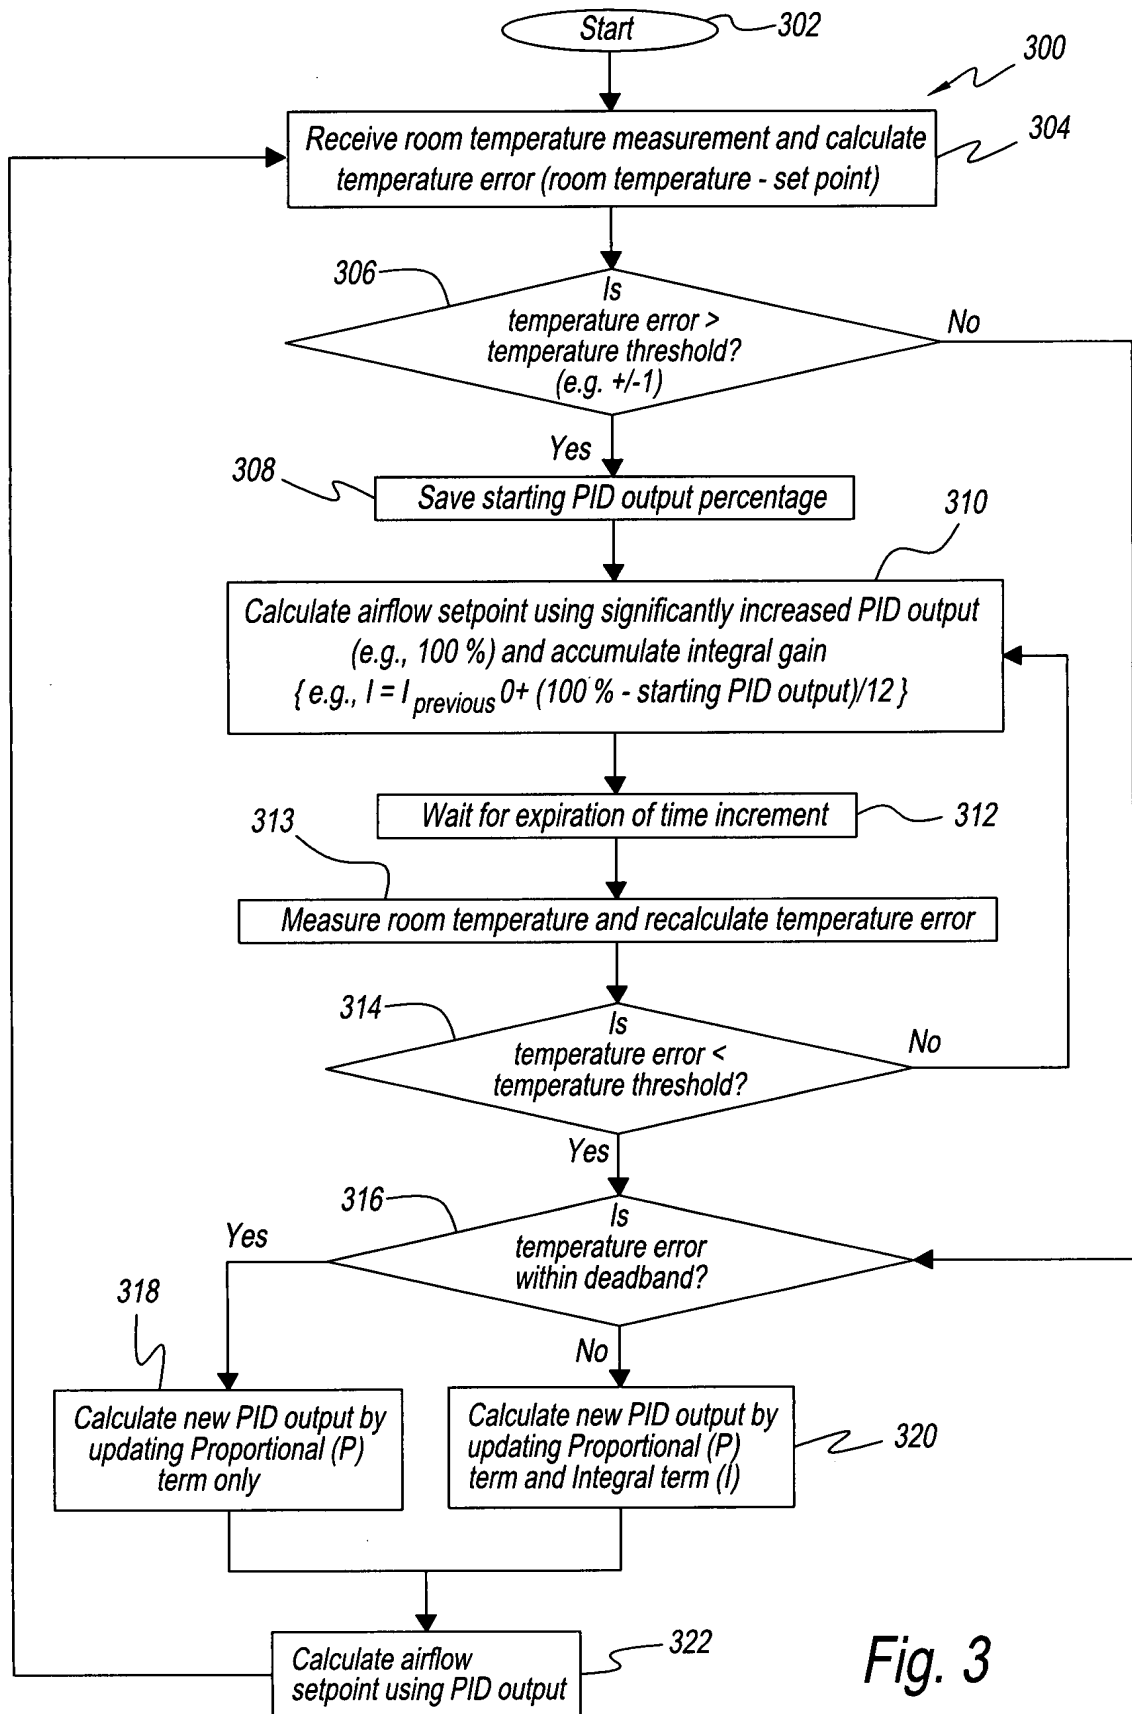 Start
302
300
Receive room temperature measurement and calculate
temperature error (room temperature - set point)
304
306
Is
temperature error >
temperature threshold?
(e.g. +/-1)
No
Yes
308
Save starting PID output percentage
310
Calculate airflow setpoint using significantly increased PID output
(e.g., 100 %) and accumulate integral gain
{ e.g., I = I previous 0+ (100 % - starting PID output)/12 }
Wait for expiration of time increment
312
313
Measure room temperature and recalculate temperature error
314
Is
temperature error <
temperature threshold?
No
Yes
316
Is
temperature error
within deadband?
Yes
No
318
Calculate new PID output by
updating Proportional (P)
term only
Calculate new PID output by
updating Proportional (P)
term and Integral term (I)
320
Calculate airflow
setpoint using PID output
322
Fig. 3